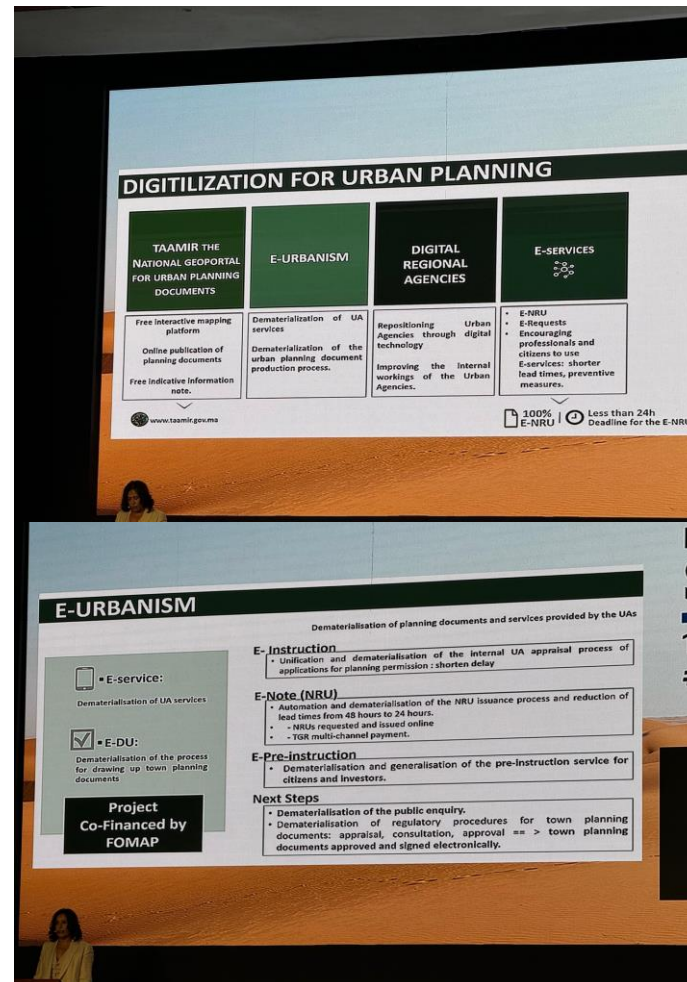 DIGITILIZATION FOR URBAN PLANNING
TAAMIR THE
NATIONAL GEOPORTAL
FOR URBAN PLANNING
DOCUMENTS
Free interactive mapping
platform
Online publication of
planning documents
Free indicative information
note.
www.taamir.gov.ma
E-URBANISM
Dematerialization of UA
services
Dematerialization of the
urban planning document
production process.
DIGITAL
REGIONAL
AGENCIES
Repositioning Urban
Agencies through digital
technology
Improving the internal
workings of the Urban
Agencies.
E-SERVICES
• E-NRU
• E-Requests
• Encouraging
professionals and
citizens to use
E-services: shorter
lead times, preventive
measures.
100%
E-NRU
Less than 24h
Deadline for the E-NRU
E-URBANISM
Dematerialisation of planning documents and services provided by the UAs
• E-service:
Dematerialisation of UA services
• E-DU:
Dematerialisation of the process
for drawing up town planning
documents
Project
Co-Financed by
FOMAP
E- Instruction
• Unification and dematerialisation of the internal UA appraisal process of
applications for planning permission : shorten delay
E-Note (NRU)
• Automation and dematerialisation of the NRU issuance process and reduction of
lead times from 48 hours to 24 hours.
• - NRUs requested and issued online
• - TGR multi-channel payment.
E-Pre-instruction
• Dematerialisation and generalisation of the pre-instruction service for
citizens and investors.
Next Steps
• Dematerialisation of the public enquiry.
• Dematerialisation of regulatory procedures for town planning
documents: appraisal, consultation, approval == > town planning
documents approved and signed electronically.